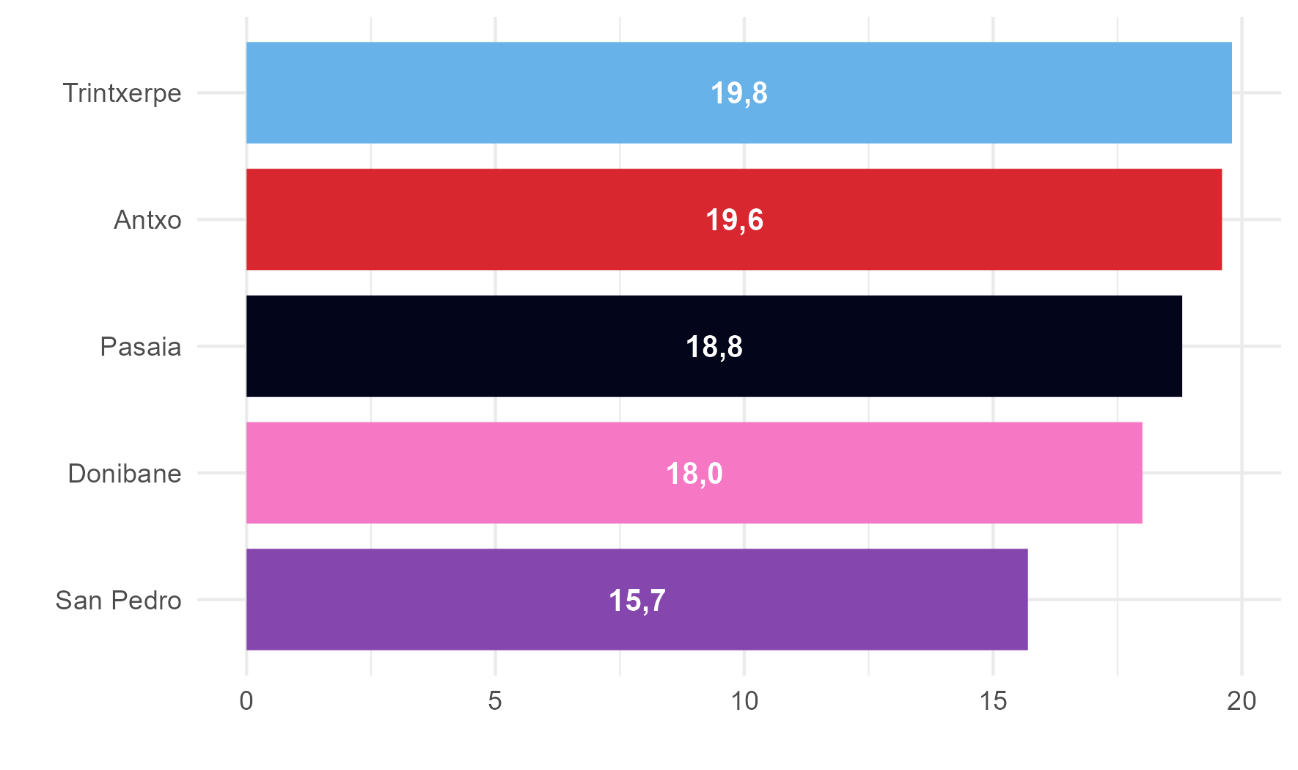 Trintxerpe 19,8
Antxo 19,6
Pasaia 18,8
Donibane 18,0
San Pedro 15,7
0 5 10 15 20